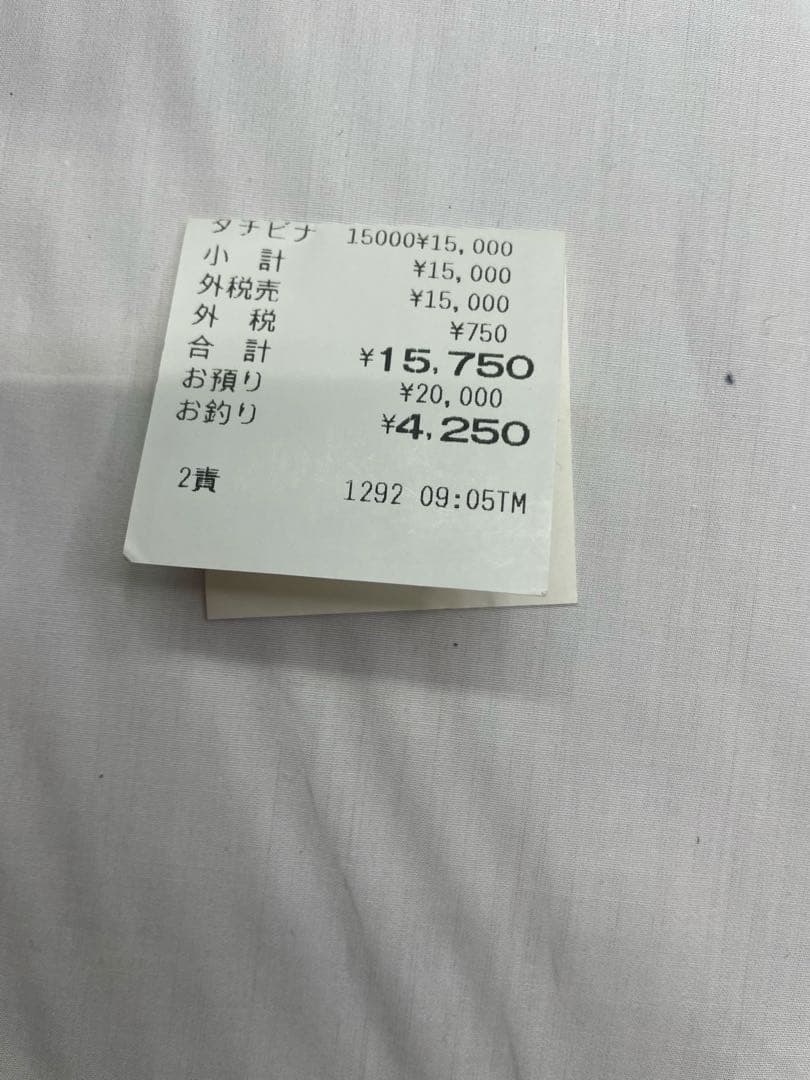 タチビナ 15000¥15,000
小 計 ¥15,000
外税売 ¥15,000
外 税 ¥750
合 計 ¥15,750
お預り ¥20,000
お釣り ¥4,250
2責 1292 09:05TM